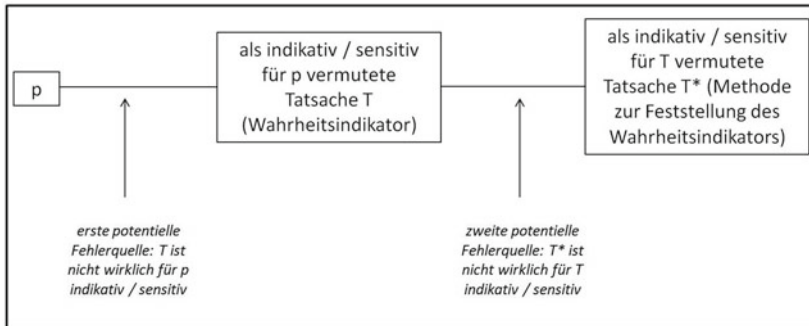 p
als indikativ / sensitiv
für p vermutete
Tatsache T
(Wahrheitsindikator)
als indikativ / sensitiv
für T vermutete
Tatsache T* (Methode
zur Feststellung des
Wahrheitsindikators)
erste potentielle
Fehlerquelle: T ist
nicht wirklich für p
indikativ / sensitiv
zweite potentielle
Fehlerquelle: T* ist
nicht wirklich für T
indikativ / sensitiv